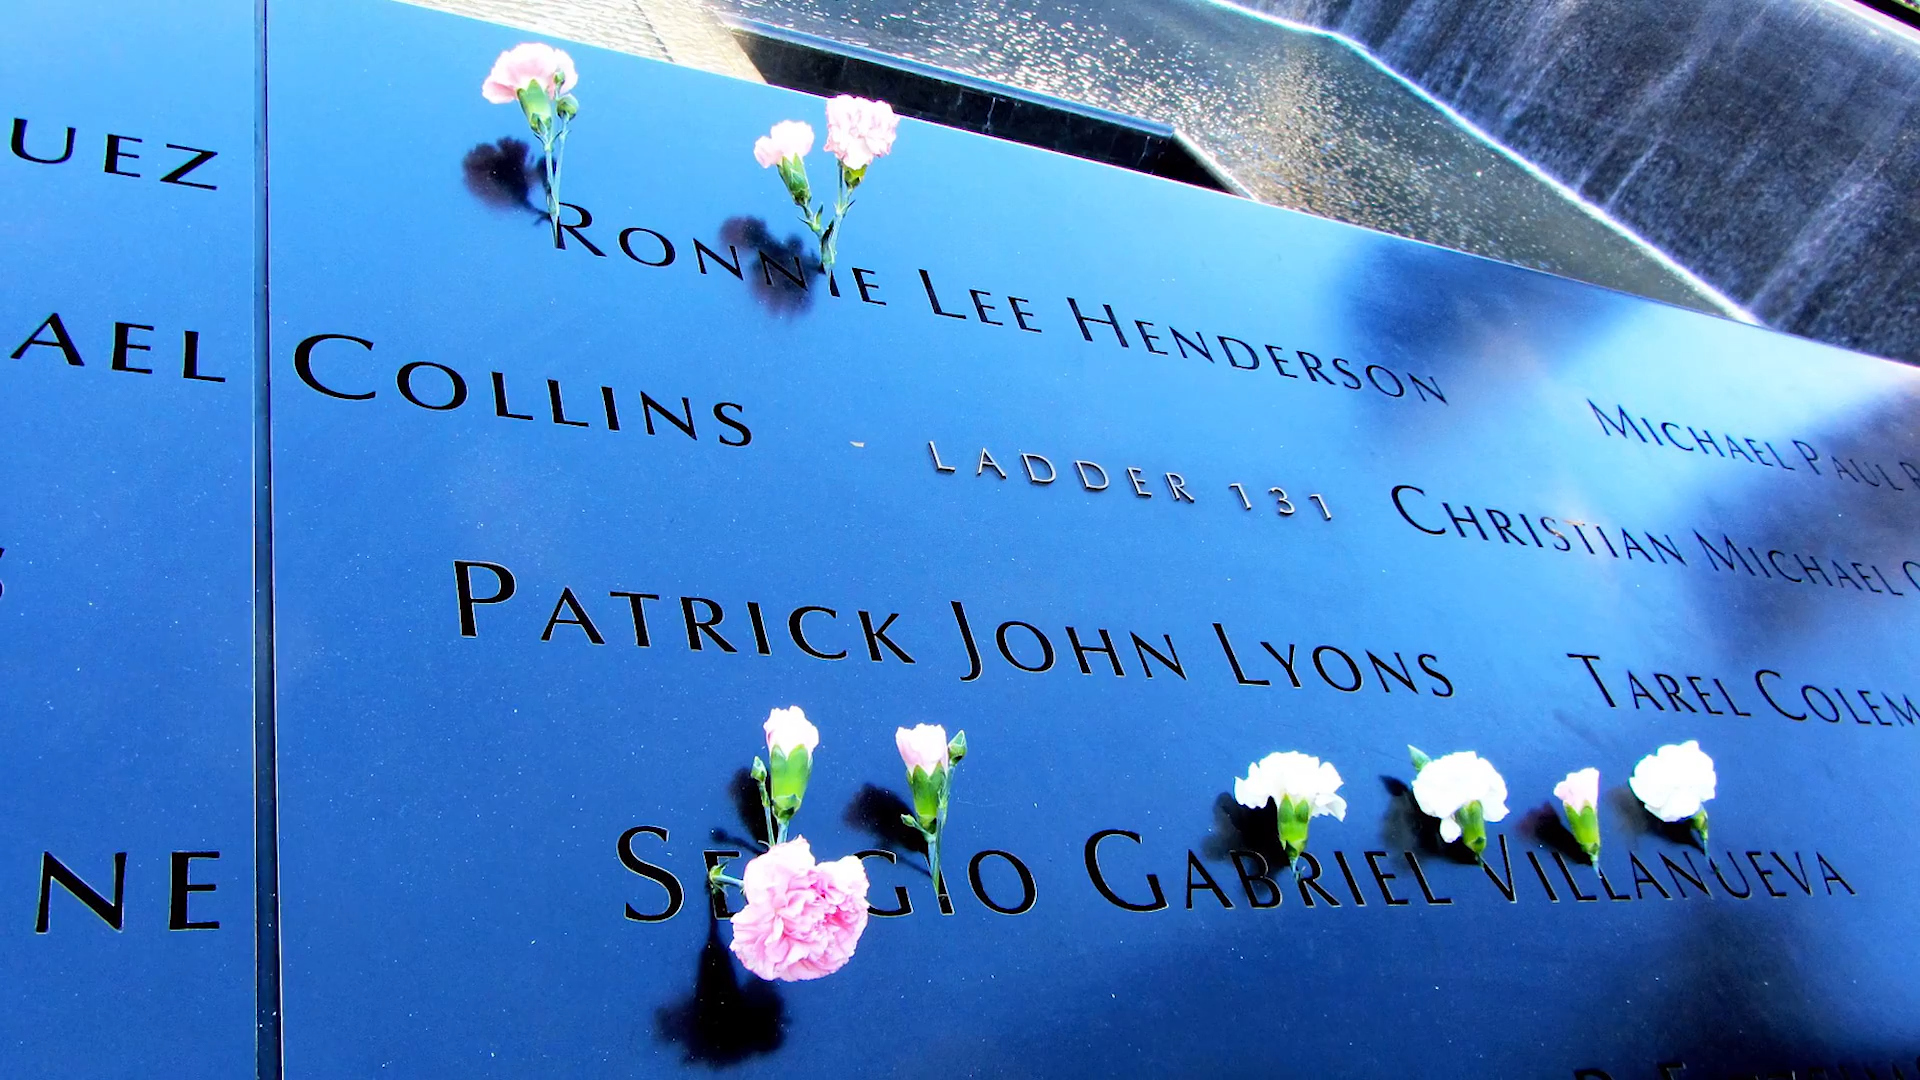 UEZ
RONNIE LEE HENDERSON MICHAEL PAUL
AEL COLLINS LADDER 131 CHRISTIAN MICHAEL
PATRICK JOHN LYONS TAREL COLEM
NE SERGIO GABRIEL VILLANUEVA